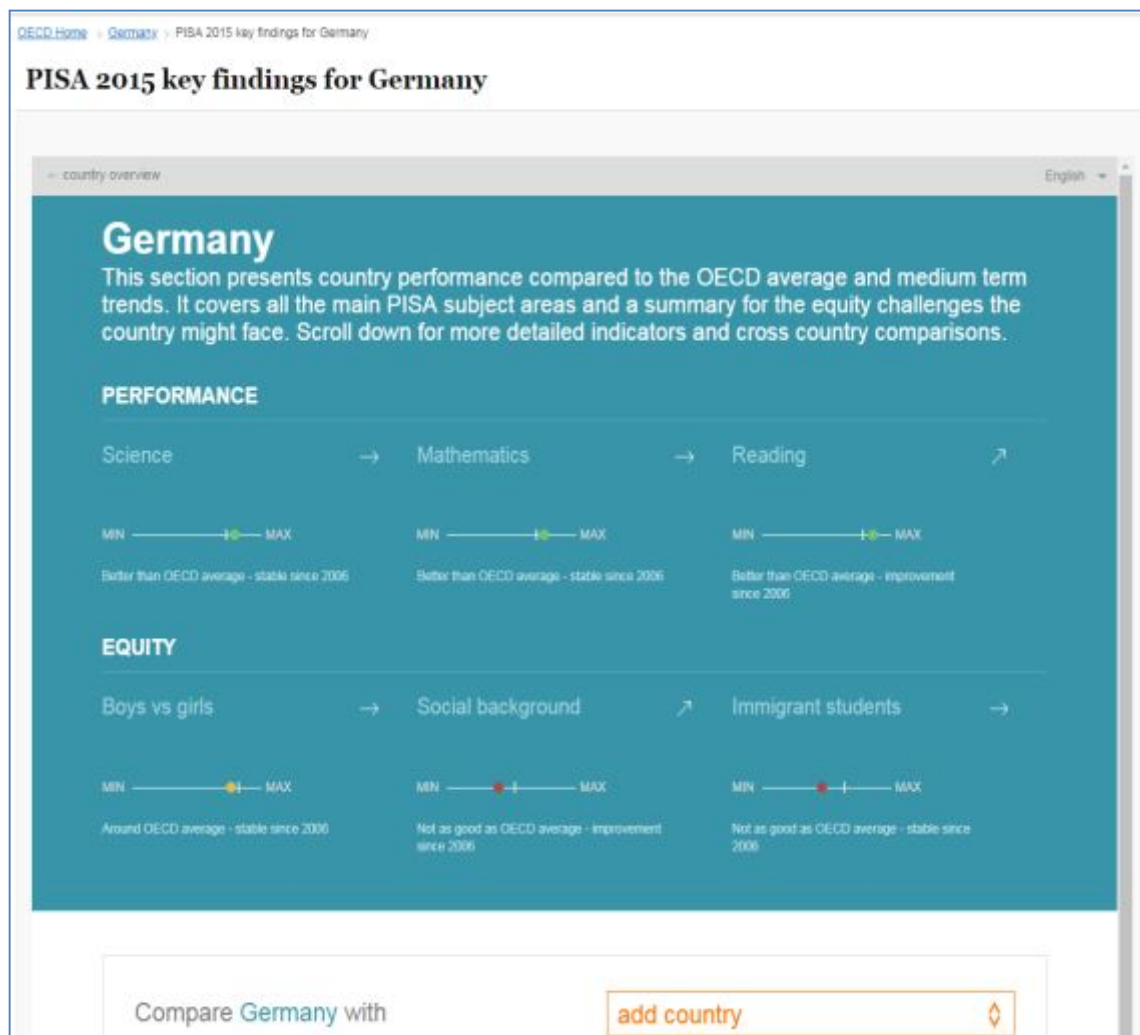 OECD Home > Germany > PISA 2015 key findings for Germany
PISA 2015 key findings for Germany
← country overview
English
Germany
This section presents country performance compared to the OECD average and medium term
trends. It covers all the main PISA subject areas and a summary for the equity challenges the
country might face. Scroll down for more detailed indicators and cross country comparisons.
PERFORMANCE
Science → Mathematics → Reading ↗
MIN MAX MIN MAX MIN MAX
Better than OECD average - stable since 2006
Better than OECD average - stable since 2006
Better than OECD average - improvement
since 2006
EQUITY
Boys vs girls → Social background ↗ Immigrant students →
MIN MAX MIN MAX MIN MAX
Around OECD average - stable since 2006
Not as good as OECD average - improvement
since 2006
Not as good as OECD average - stable since
2006
Compare Germany with
add country